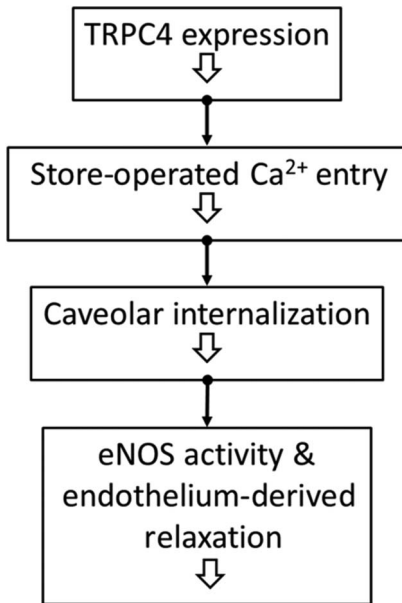 TRPC4 expression
Store-operated Ca²⁺ entry
Caveolar internalization
eNOS activity &
endothelium-derived
relaxation